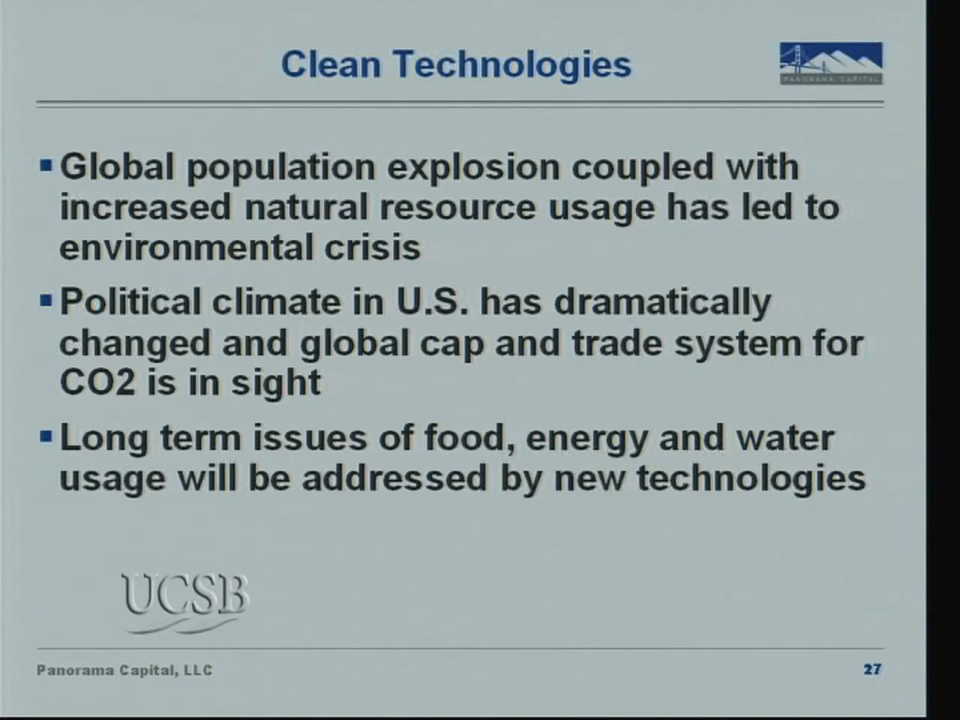 Clean Technologies
PANORAMA CAPITAL
▪ Global population explosion coupled with
increased natural resource usage has led to
environmental crisis
▪ Political climate in U.S. has dramatically
changed and global cap and trade system for
CO2 is in sight
▪ Long term issues of food, energy and water
usage will be addressed by new technologies
UCSB
Panorama Capital, LLC
27